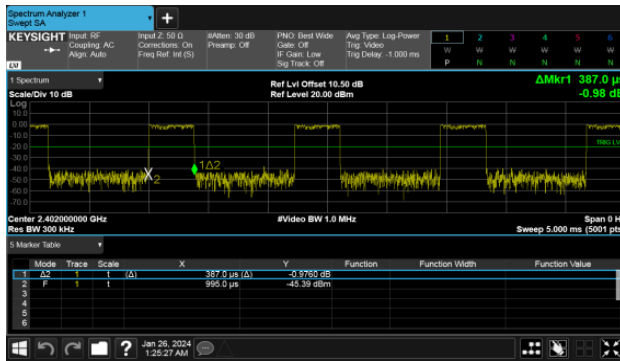 Spectrum Analyzer 1
Swept SA
+
KEYSIGHT Input: RF Input Z: 50 Ω #Atten: 30 dB PNO: Best Wide Avg Type: Log-Power 1 2 3 4 5 6
Coupling: AC Corrections: On Preamp: Off Gate: Off Trig: Video W W W W W W
Align: Auto Freq Ref: Int (S) IF Gain: Low Trig Delay: -1.000 ms P N N N N N
Sig Track: Off
LXI
1 Spectrum Ref Lvl Offset 10.50 dB ΔMkr1 387.0 µ
Scale/Div 10 dB Ref Level 20.00 dBm -0.98 dB
Log
10.0
0.00
-10.0
-20.0 TRIG LV
-30.0
-40.0 1Δ2
-50.0 X2
-60.0
-70.0
Center 2.402000000 GHz #Video BW 1.0 MHz Span 0 H
Res BW 300 kHz Sweep 5.000 ms (5001 pts
5 Marker Table
Mode Trace Scale X Y Function Function Width Function Value
1 Δ2 1 t (Δ) 387.0 µs (Δ) -0.9760 dB
2 F 1 t 995.0 µs -45.39 dBm
3
4
5
6
? Jan 26, 2024
1:25:27 AM